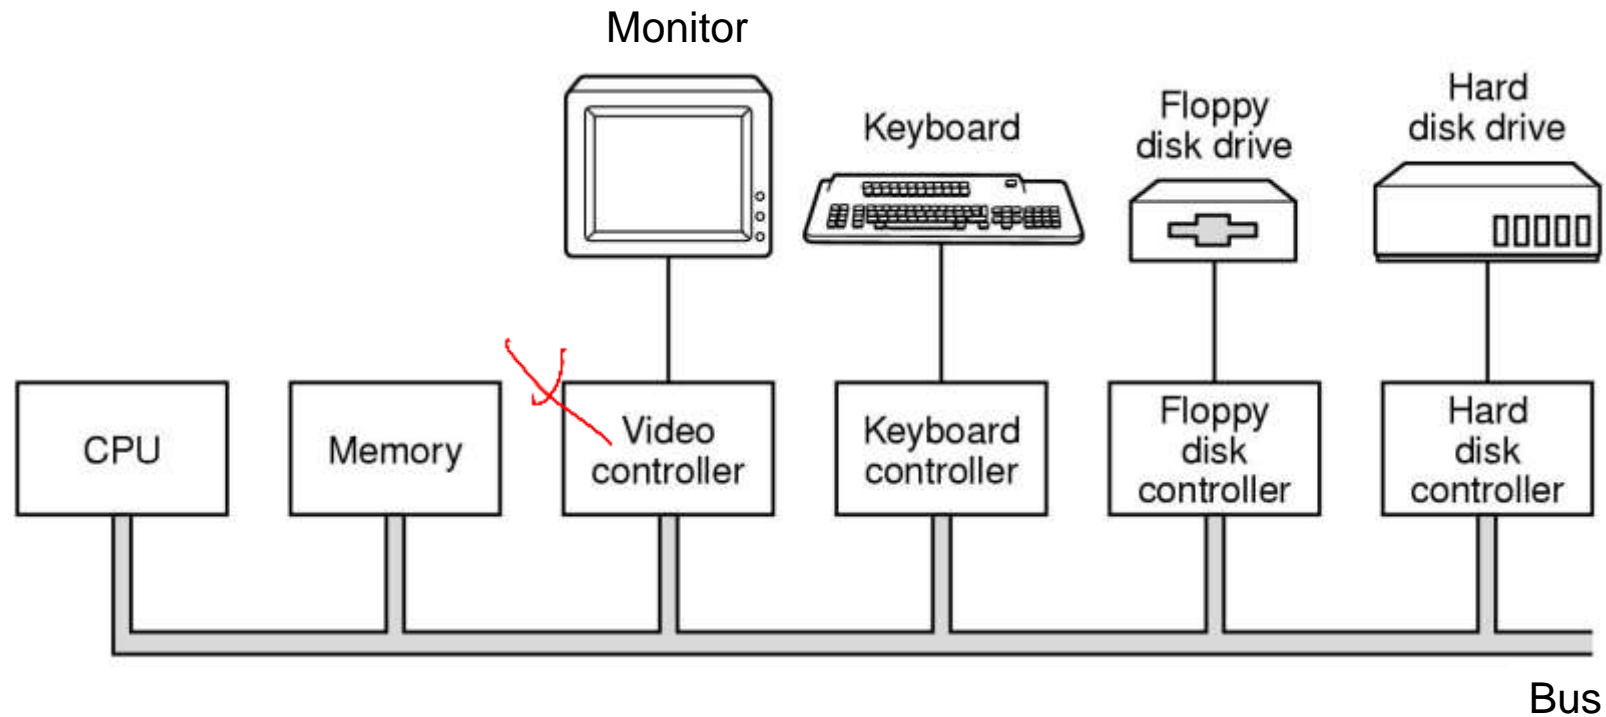 Monitor
Keyboard
Floppy
disk drive
Hard
disk drive
CPU
Memory
Video
controller
Keyboard
controller
Floppy
disk
controller
Hard
disk
controller
Bus